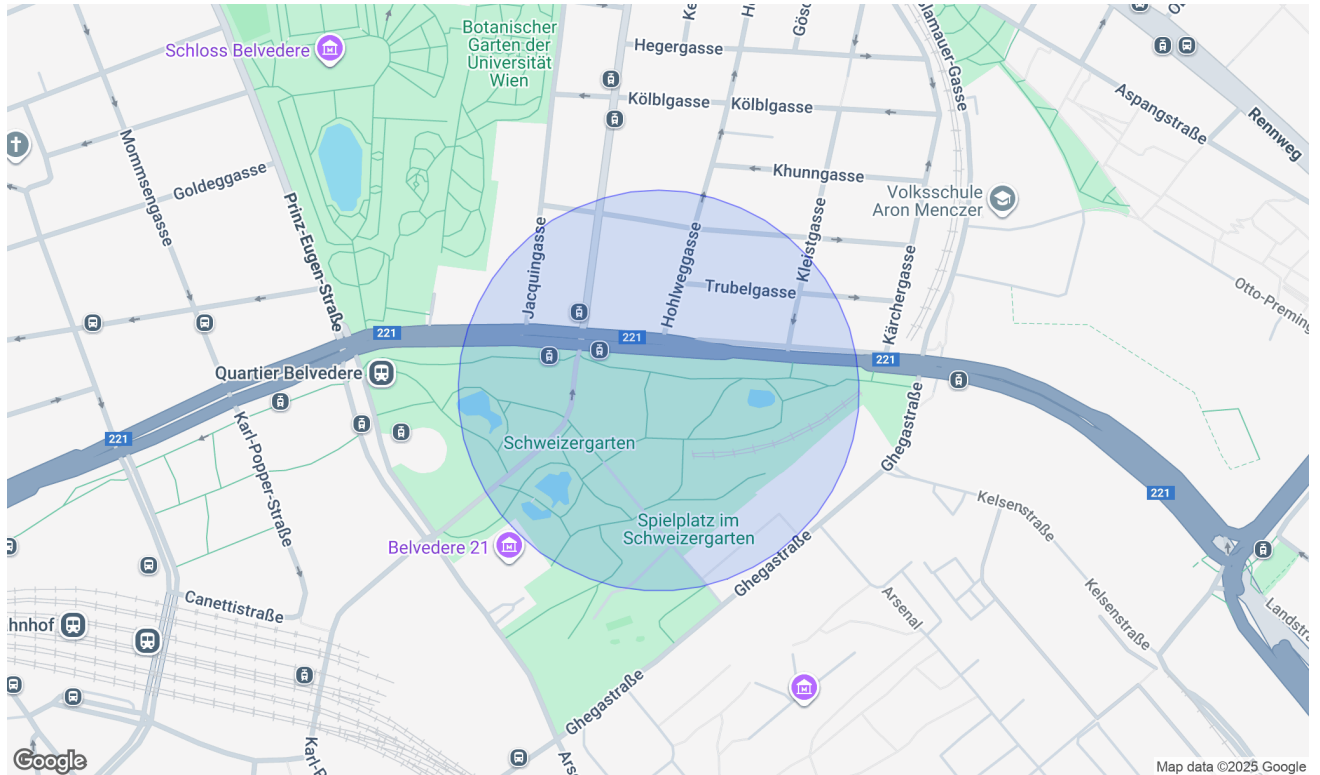 Schloss Belvedere
Botanischer
Garten der
Universität
Wien
Hegergasse
Kölblgasse
Kölblgasse
Khunngasse
Aspangstraße
Rennweg
Mommsengasse
Goldeggasse
Prinz-Eugen-Straße
Jacquingasse
Hohlweggasse
Kleistgasse
Trubelgasse
Kärchergasse
Volksschule
Aron Menczer
221
221
221
221
221
Quartier Belvedere
Karl-Popper-Straße
Schweizergarten
Spielplatz im
Schweizergarten
Belvedere 21
Ghegastraße
Ghegastraße
Ghegastraße
Kelsenstraße
Kelsenstraße
Arsenal
Canettistraße
Google
Map data ©2025 Google